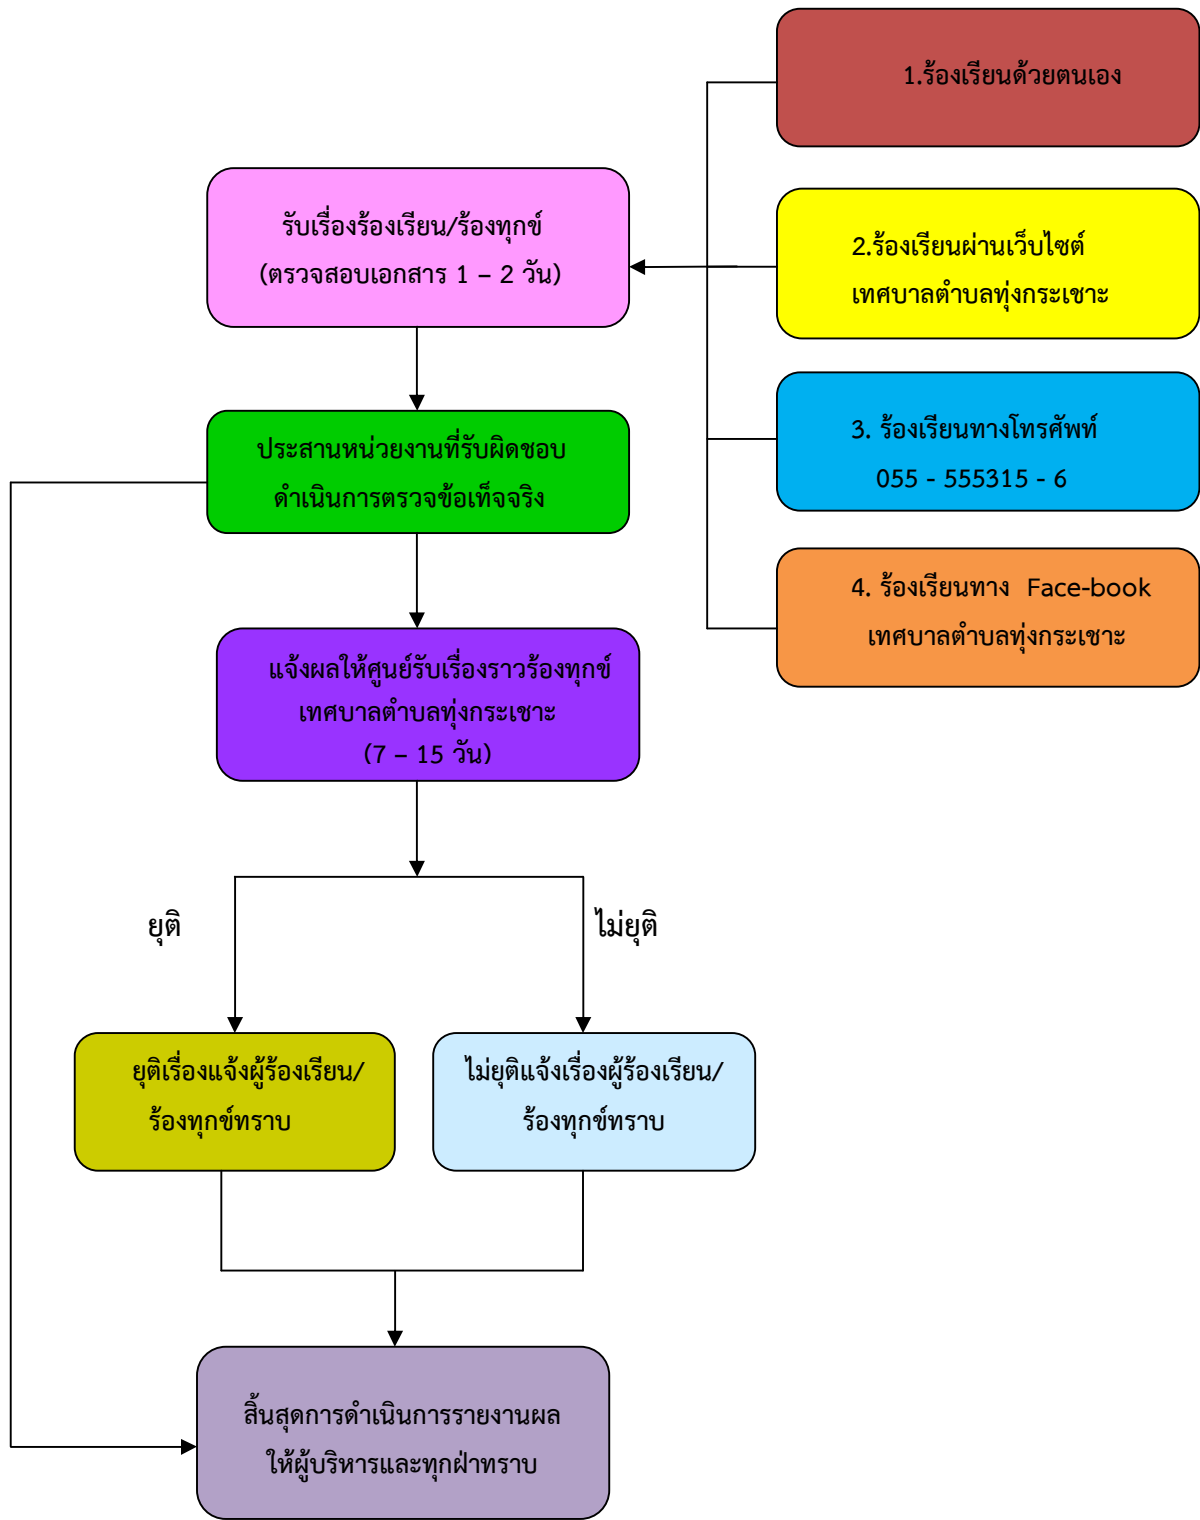 1.ร้องเรียนด้วยตนเอง
รับเรื่องร้องเรียน/ร้องทุกข์
(ตรวจสอบเอกสาร 1 – 2 วัน)
2.ร้องเรียนผ่านเว็บไซต์
เทศบาลตำบลทุ่งกระเชาะ
3. ร้องเรียนทางโทรศัพท์
055 - 555315 - 6
ประสานหน่วยงานที่รับผิดชอบ
ดำเนินการตรวจข้อเท็จจริง
4. ร้องเรียนทาง Face-book
เทศบาลตำบลทุ่งกระเชาะ
แจ้งผลให้ศูนย์รับเรื่องราวร้องทุกข์
เทศบาลตำบลทุ่งกระเชาะ
(7 – 15 วัน)
ยุติ
ไม่ยุติ
ยุติเรื่องแจ้งผู้ร้องเรียน/
ร้องทุกข์ทราบ
ไม่ยุติแจ้งเรื่องผู้ร้องเรียน/
ร้องทุกข์ทราบ
สิ้นสุดการดำเนินการรายงานผล
ให้ผู้บริหารและทุกฝ่าทราบ